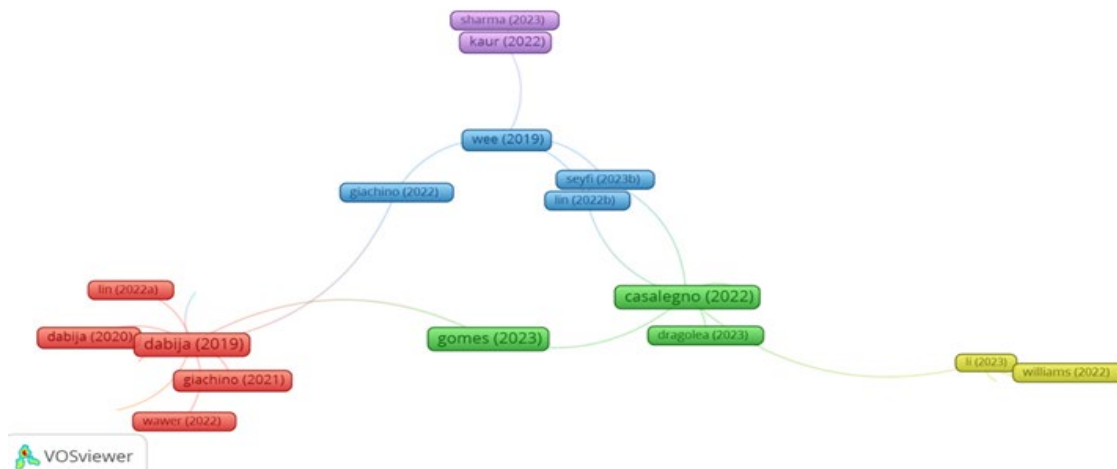 sharma (2023)
kaur (2022)
wee (2019)
seyfi (2023b)
giachino (2022)
lin (2022b)
lin (2022a)
casalegno (2022)
dabija (2020)
dabija (2019)
gomes (2023)
dragolea (2023)
li (2023)
williams (2022)
giachino (2021)
wawer (2022)
VOSviewer